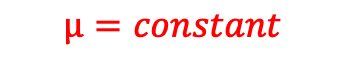 μ = constant